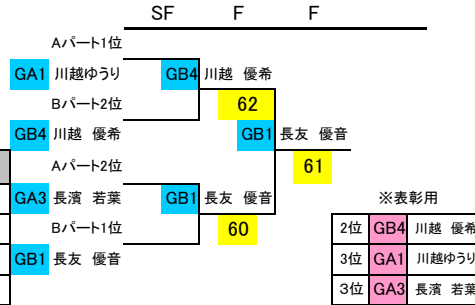 SF F F
Aパート1位
GA1 川越ゆうり GB4 川越 優希
Bパート2位 62
GB4 川越 優希 GB1 長友 優音
Aパート2位 61
GA3 長濱 若葉 GB1 長友 優音 ※表彰用
Bパート1位 60 2位 GB4 川越 優希
GB1 長友 優音 3位 GA1 川越ゆうり
3位 GA3 長濱 若葉